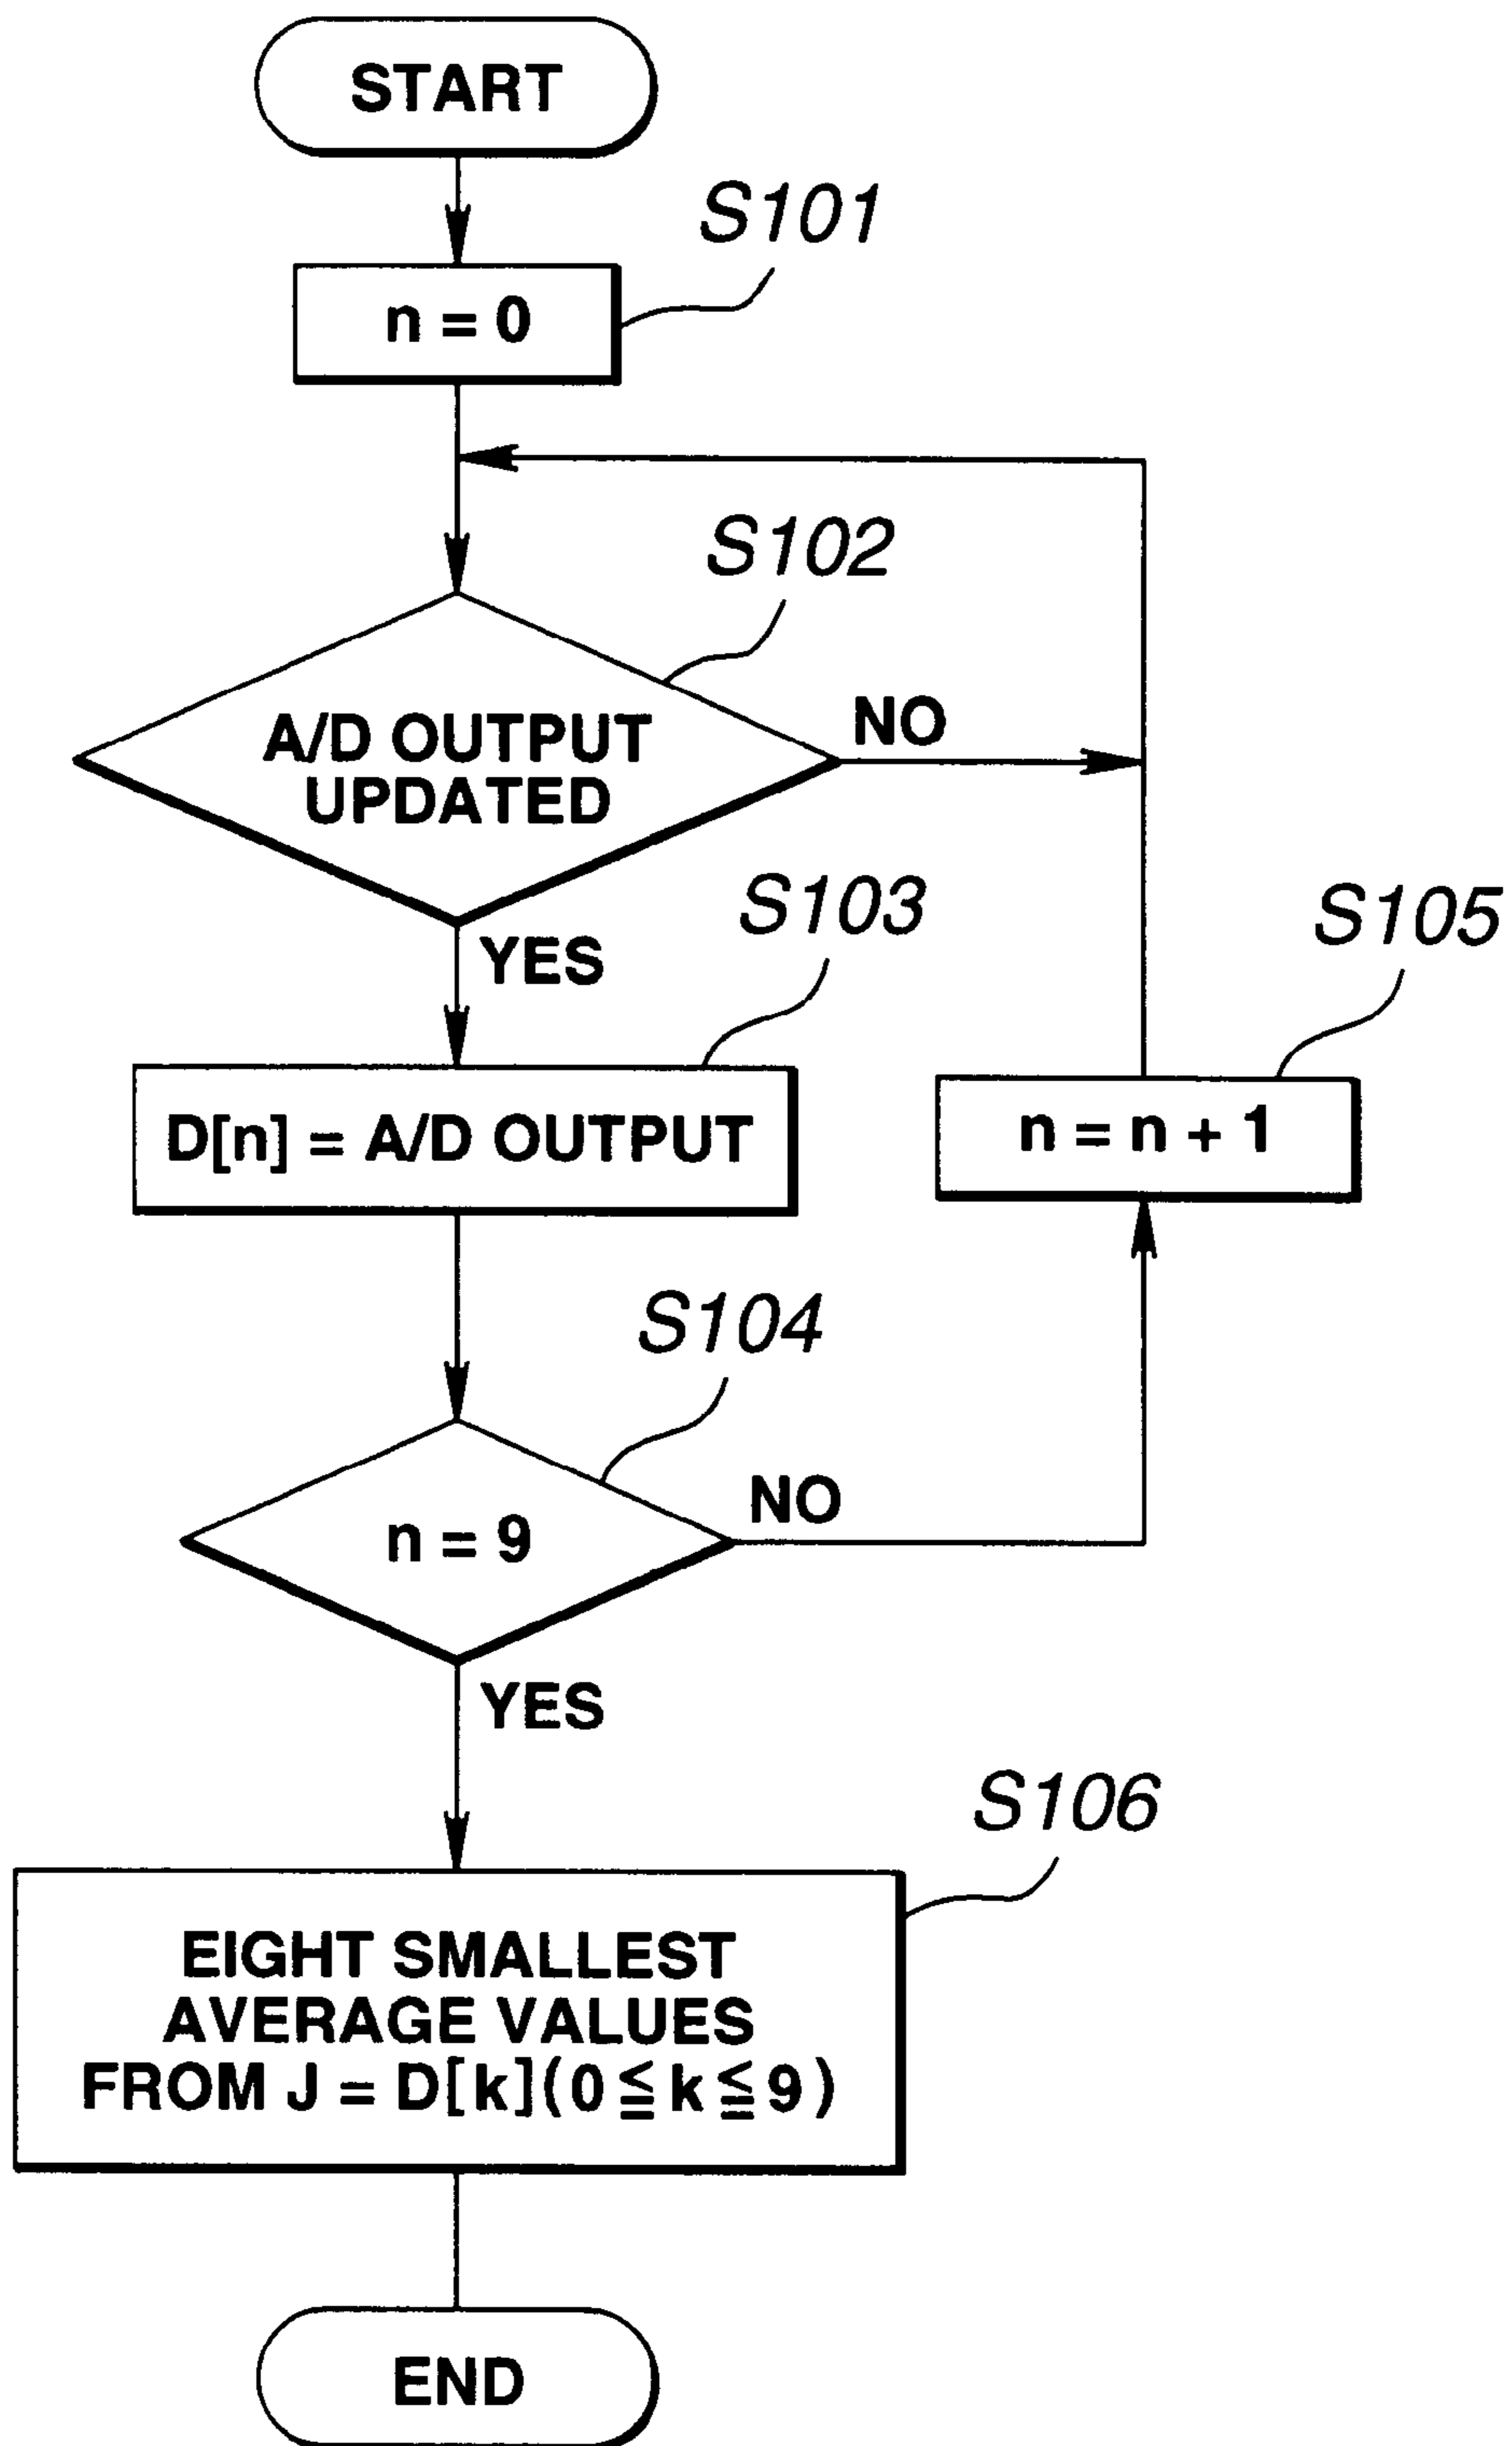 START
S101
n = 0
S102
A/D OUTPUT
UPDATED
NO
YES
S103
D[n] = A/D OUTPUT
S105
n = n + 1
S104
n = 9
NO
YES
S106
EIGHT SMALLEST
AVERAGE VALUES
FROM J = D[k](0≦k≦9)
END